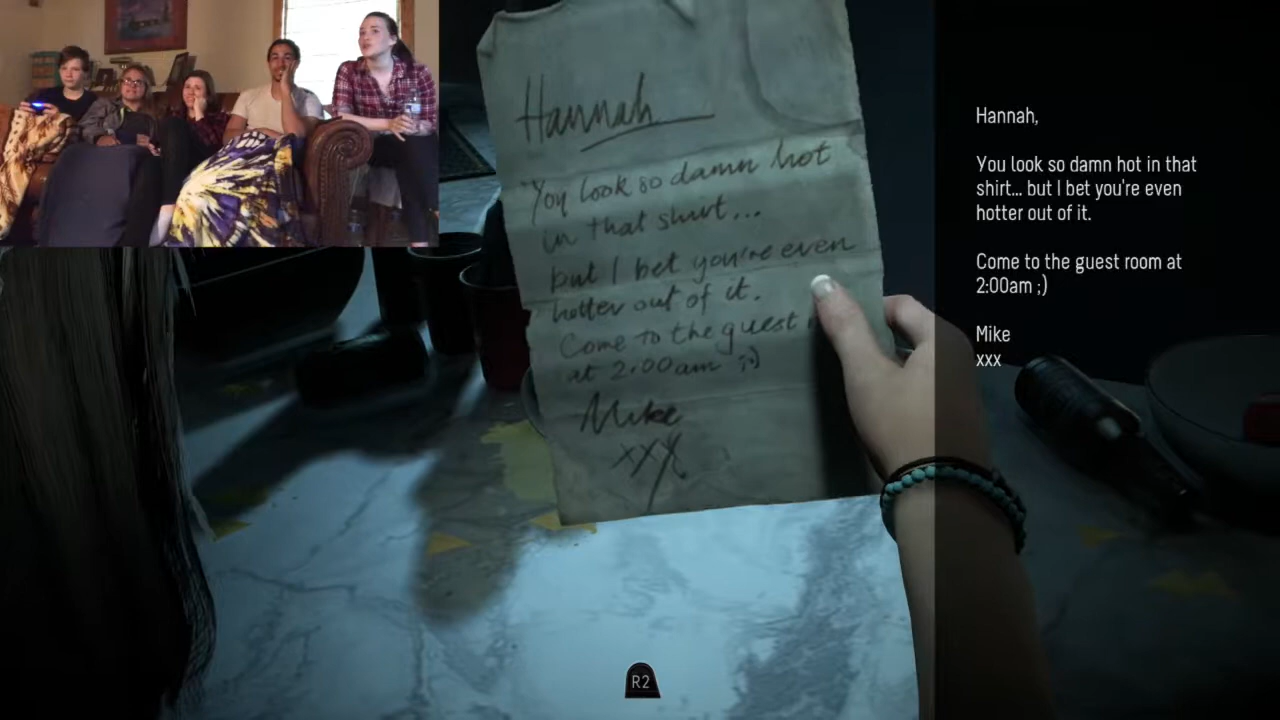 Hannah
You look so damn hot
in that shirt...
but I bet you're even
hotter out of it.
Come to the guest
at 2:00am ;)
Mike
xxx
Hannah,
You look so damn hot in that
shirt... but I bet you're even
hotter out of it.
Come to the guest room at
2:00am ;)
Mike
xxx
R2